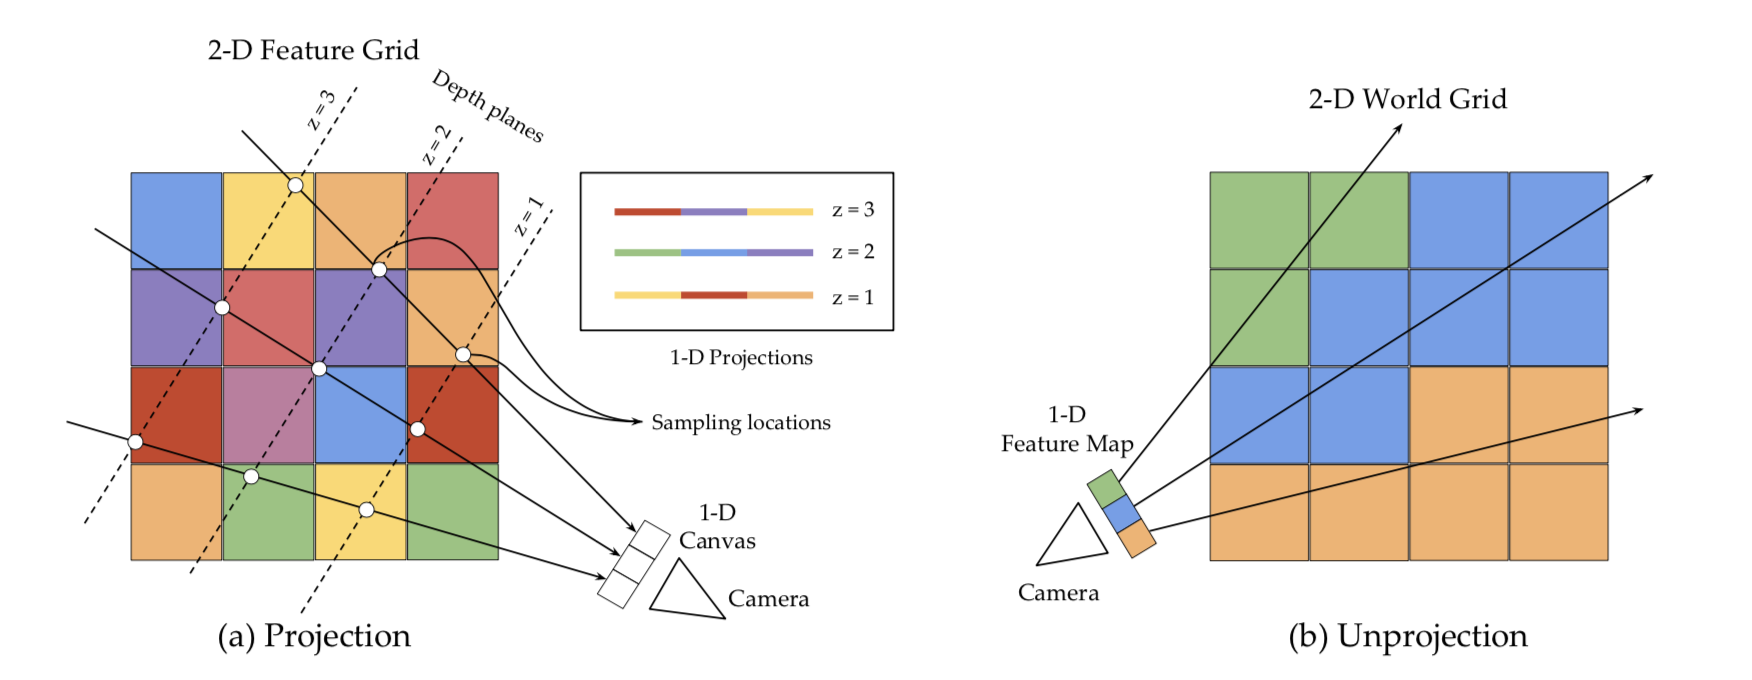 2-D Feature Grid
Depth planes
z = 3
z = 2
z = 1
z = 3
z = 2
z = 1
1-D Projections
Sampling locations
1-D
Canvas
Camera
(a) Projection
2-D World Grid
1-D
Feature Map
Camera
(b) Unprojection